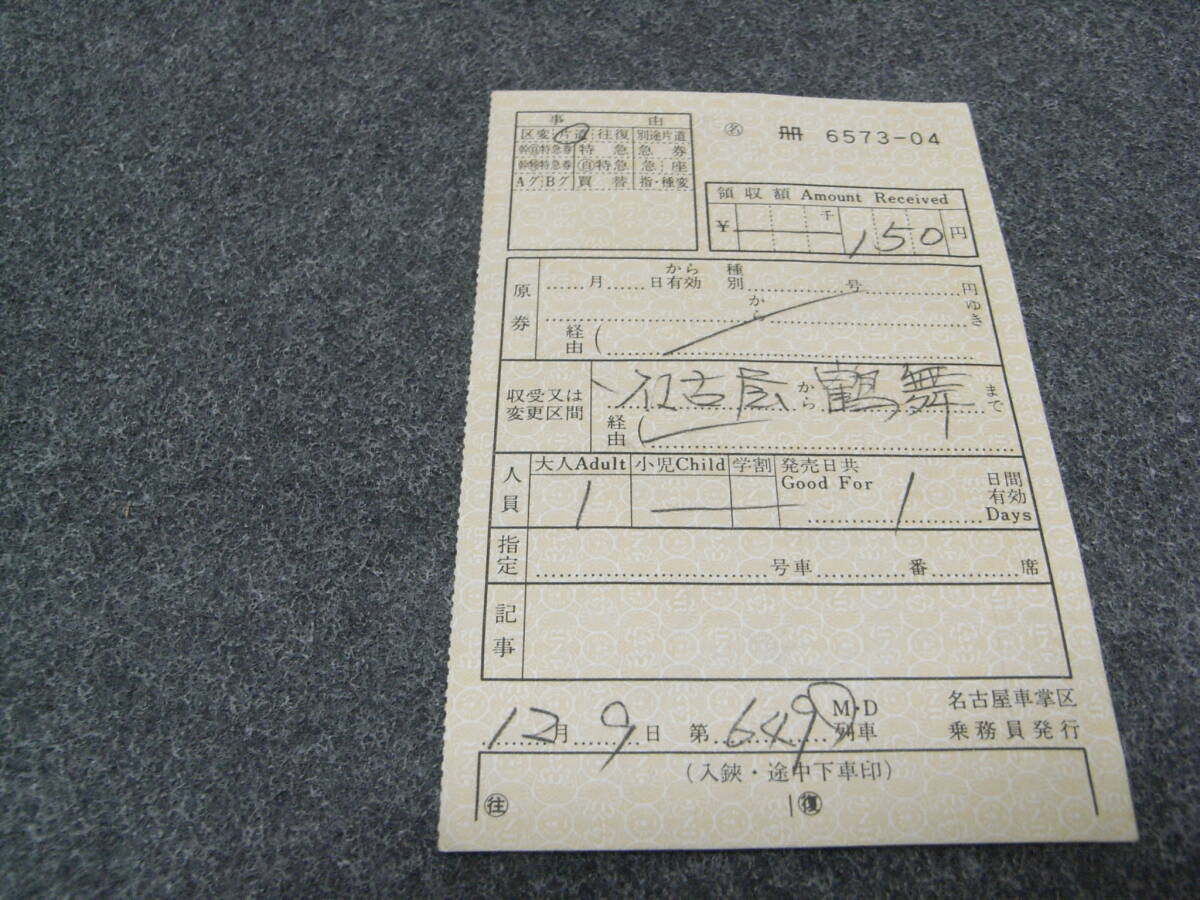 事 由
区変 片道 往復 別途片道
幹自特急券 特急 急券
幹特特急券 自特急 急座
Aグ Bグ 買替 指・種変
名 冊 6573-04
領収額 Amount Received
¥ 千 150 円
原券
月 日から有効 種別 号 円
から ゆき
経由(
収受又は変更区間
名古屋から鶴舞まで
経由(
人員
大人Adult 小児Child 学割 発売日共 日間有効
1 Good For 1 Days
指定 号車 番 席
記事
12月9日 第649 M・D列車 名古屋車掌区
乗務員発行
(入鋏・途中下車印)
往 復